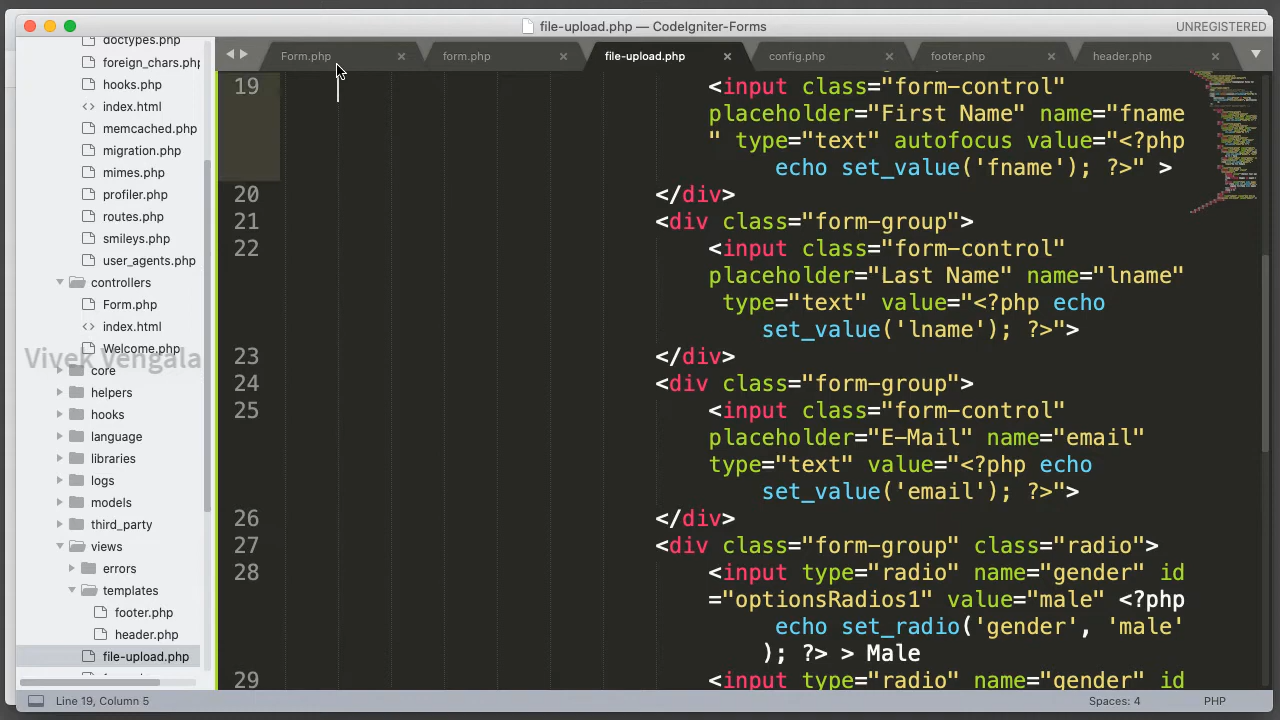 file-upload.php — CodeIgniter-Forms
UNREGISTERED
Form.php
form.php
file-upload.php
config.php
footer.php
header.php
doctypes.php
foreign_chars.php
hooks.php
index.html
memcached.php
migration.php
mimes.php
profiler.php
routes.php
smileys.php
user_agents.php
controllers
Form.php
index.html
Welcome.php
Vivek Vengala
core
helpers
hooks
language
libraries
logs
models
third_party
views
errors
templates
footer.php
header.php
file-upload.php
19 <input class="form-control"
placeholder="First Name" name="fname
" type="text" autofocus value="<?php
echo set_value('fname'); ?>" >
20 </div>
21 <div class="form-group">
22 <input class="form-control"
placeholder="Last Name" name="lname"
type="text" value="<?php echo
set_value('lname'); ?>">
23 </div>
24 <div class="form-group">
25 <input class="form-control"
placeholder="E-Mail" name="email"
type="text" value="<?php echo
set_value('email'); ?>">
26 </div>
27 <div class="form-group" class="radio">
28 <input type="radio" name="gender" id
="optionsRadios1" value="male" <?php
echo set_radio('gender', 'male'
); ?> > Male
29 <input type="radio" name="gender" id
Line 19, Column 5
Spaces: 4
PHP